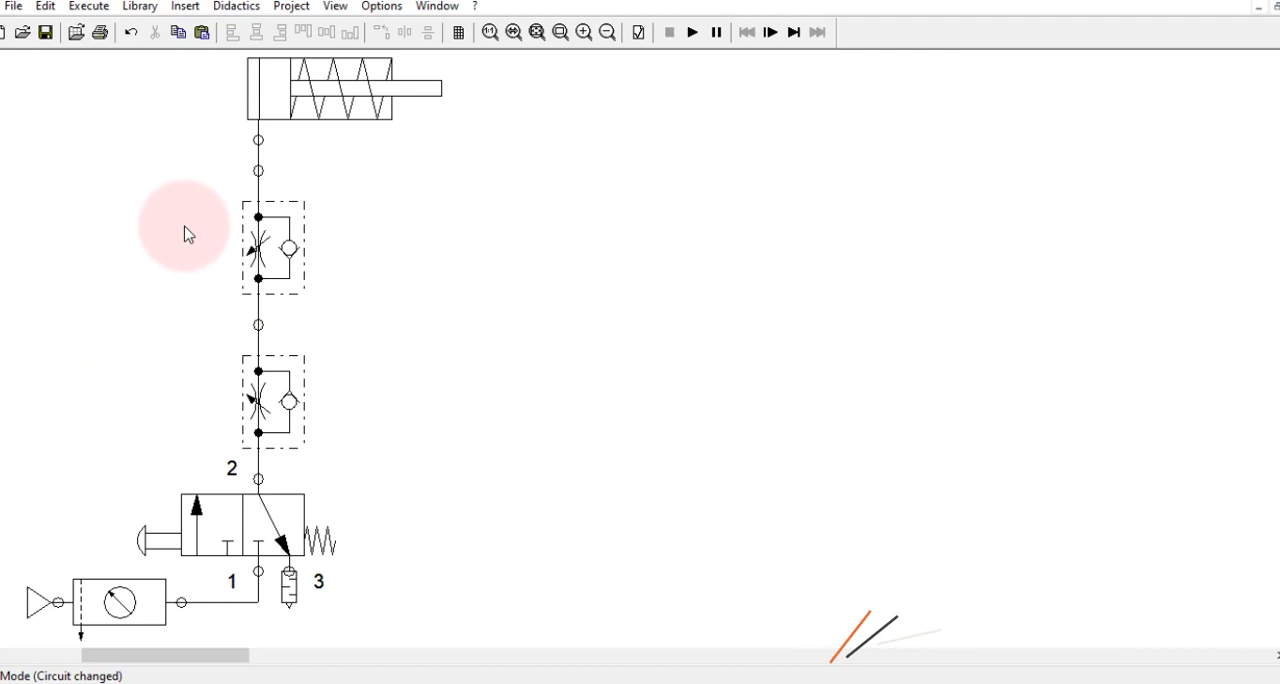 File Edit Execute Library Insert Didactics Project View Options Window ?
2
1
3
Mode (Circuit changed)